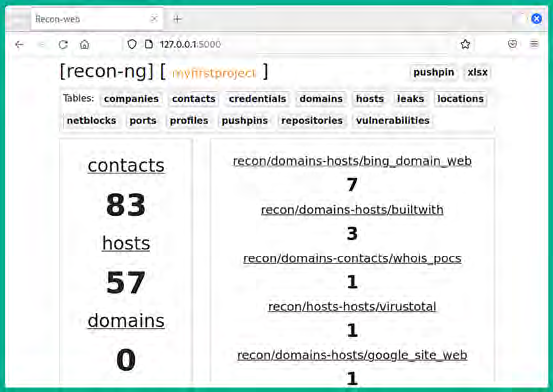 Recon-web
127.0.0.1:5000
[recon-ng] [ myfirstproject ]
pushpin xlsx
Tables: companies contacts credentials domains hosts leaks locations
netblocks ports profiles pushpins repositories vulnerabilities
contacts
83
hosts
57
domains
0
recon/domains-hosts/bing_domain_web
7
recon/domains-hosts/builtwith
3
recon/domains-contacts/whois_pocs
1
recon/hosts-hosts/virustotal
1
recon/domains-hosts/google_site_web
1